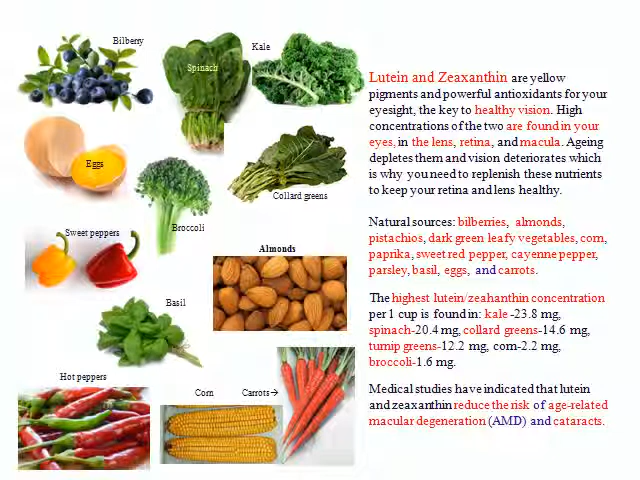 Bilberry
Kale
Spinach
Eggs
Collard greens
Broccoli
Sweet peppers
Almonds
Basil
Hot peppers
Corn
Carrots→
Lutein and Zeaxanthin are yellow
pigments and powerful antioxidants for your
eyesight, the key to healthy vision. High
concentrations of the two are found in your
eyes, in the lens, retina, and macula. Ageing
depletes them and vision deteriorates which
is why you need to replenish these nutrients
to keep your retina and lens healthy.
Natural sources: bilberries, almonds,
pistachios, dark green leafy vegetables, corn,
paprika, sweet red pepper, cayenne pepper,
parsley, basil, eggs, and carrots.
The highest lutein/zeahanthin concentration
per 1 cup is found in: kale -23.8 mg,
spinach-20.4 mg, collard greens-14.6 mg,
turnip greens-12.2 mg, corn-2.2 mg,
broccoli-1.6 mg.
Medical studies have indicated that lutein
and zeaxanthin reduce the risk of age-related
macular degeneration (AMD) and cataracts.